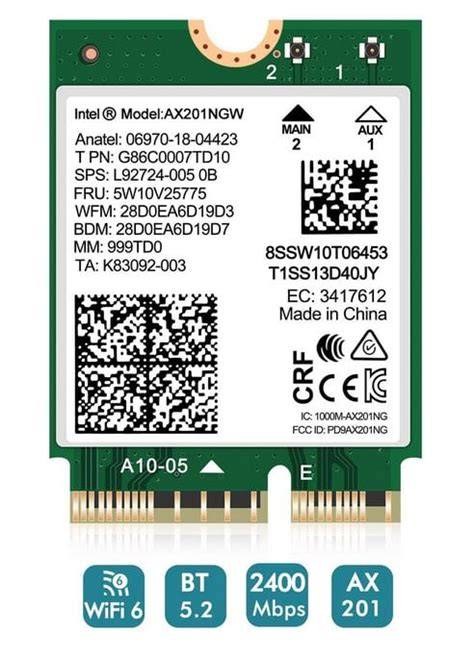 2 1
Intel ® Model:AX201NGW
Anatel: 06970-18-04423
T PN: G86C0007TD10
SPS: L92724-005 0B
FRU: 5W10V25775
WFM: 28D0EA6D19D3
BDM: 28D0EA6D19D7
MM: 999TD0
TA: K83092-003
MAIN AUX
2 1
8SSW10T06453
T1SS13D40JY
EC: 3417612
Made in China
CRF
CE
IC: 1000M-AX201NG
FCC ID: PD9AX201NG
A10-05 E
6
WiFi 6
BT
5.2
2400
Mbps
AX
201